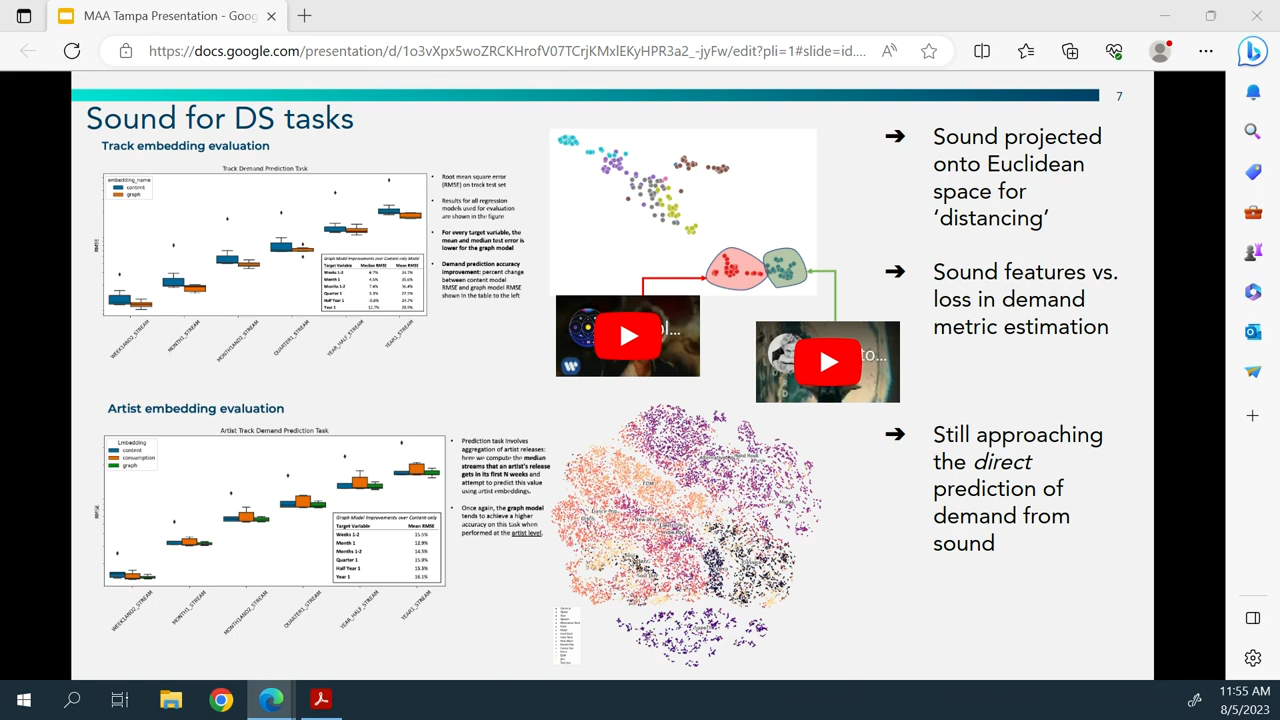 MAA Tampa Presentation - Goog
https://docs.google.com/presentation/d/1o3vXpx5woZRCKHrofV07TCrjKMxlEKyHPR3a2_-jyFw/edit?pli=1#slide=id....
7
Sound for DS tasks
Track embedding evaluation
Track Demand Prediction Task
embedding_name
content
graph
RMSE
Graph Model Improvements over Content-only Model
Target Variable Median RMSE Mean RMSE
Weeks 1-2
Month 1
Months 1-2
Quarter 1
Half Year 1
Year 1
WEEK1AND2_STREAM
MONTH1_STREAM
MONTH1AND2_STREAM
QUARTER1_STREAM
YEAR_HALF_STREAM
YEAR1_STREAM
• Root mean square error
(RMSE) on track test set
• Results for all regression
models used for evaluation
are shown in the figure
• For every target variable, the
mean and median test error is
lower for the graph model
• Demand prediction accuracy
improvement: percent change
between content model
RMSE and graph model RMSE
shown in the table to the left
➔ Sound projected
onto Euclidean
space for
‘distancing’
➔ Sound features vs.
loss in demand
metric estimation
➔ Still approaching
the direct
prediction of
demand from
sound
Artist embedding evaluation
Artist Track Demand Prediction Task
Embedding
content
consumption
graph
RMSE
Graph Model Improvements over Content-only
Target Variable Mean RMSE
Weeks 1-2 15.5%
Month 1 12.9%
Months 1-2 14.5%
Quarter 1 15.9%
Half Year 1 15.5%
Year 1 16.1%
WEEK1AND2_STREAM
MONTH1_STREAM
MONTH1AND2_STREAM
QUARTER1_STREAM
YEAR_HALF_STREAM
YEAR1_STREAM
• Prediction task involves
aggregation of artist releases:
here we compute the median
streams that an artist's release
gets in its first N weeks and
attempt to predict this value
using artist embeddings.
• Once again, the graph model
tends to achieve a higher
accuracy on this task when
performed at the artist level.
11:55 AM
8/5/2023